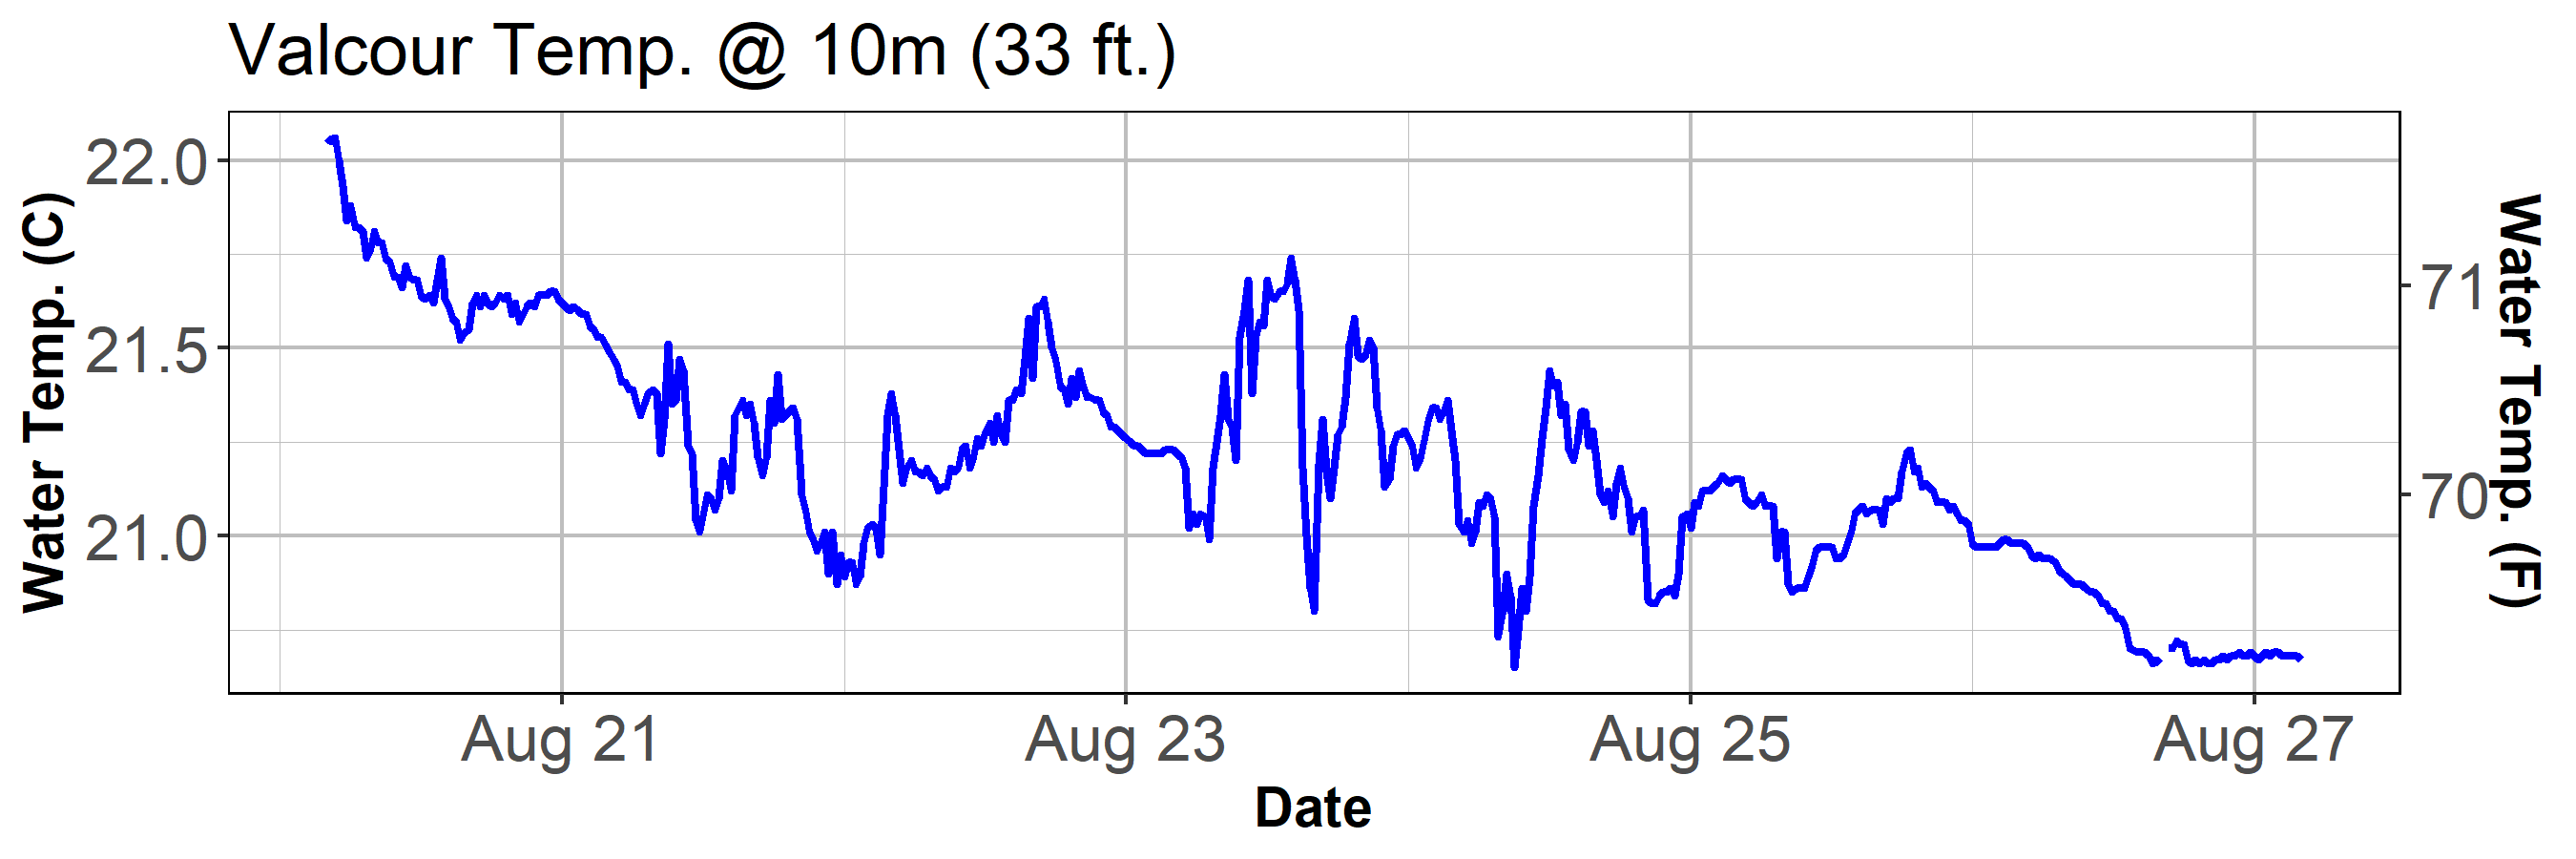 Valcour Temp. @ 10m (33 ft.)
Water Temp. (C)
22.0
21.5
21.0
71
70
Water Temp. (F)
Aug 21
Aug 23
Aug 25
Aug 27
Date